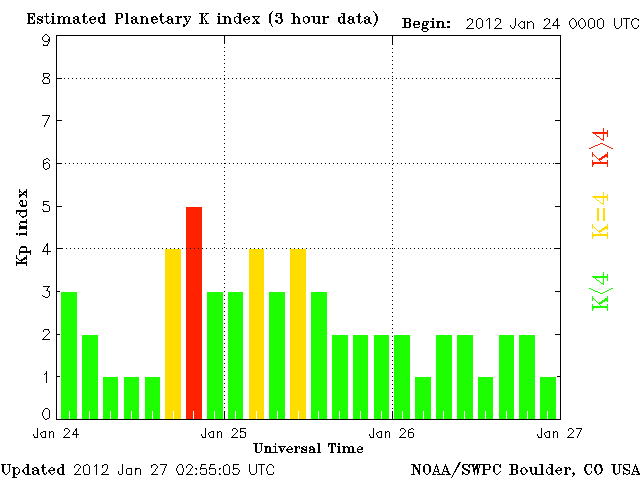 Estimated Planetary K index (3 hour data)
Begin: 2012 Jan 24 0000 UTC
9
8
7
6
5
4
3
2
1
0
Kp index
Jan 24
Jan 25
Jan 26
Jan 27
Universal Time
K>4
K=4
K<4
Updated 2012 Jan 27 02:55:05 UTC
NOAA/SWPC Boulder, CO USA